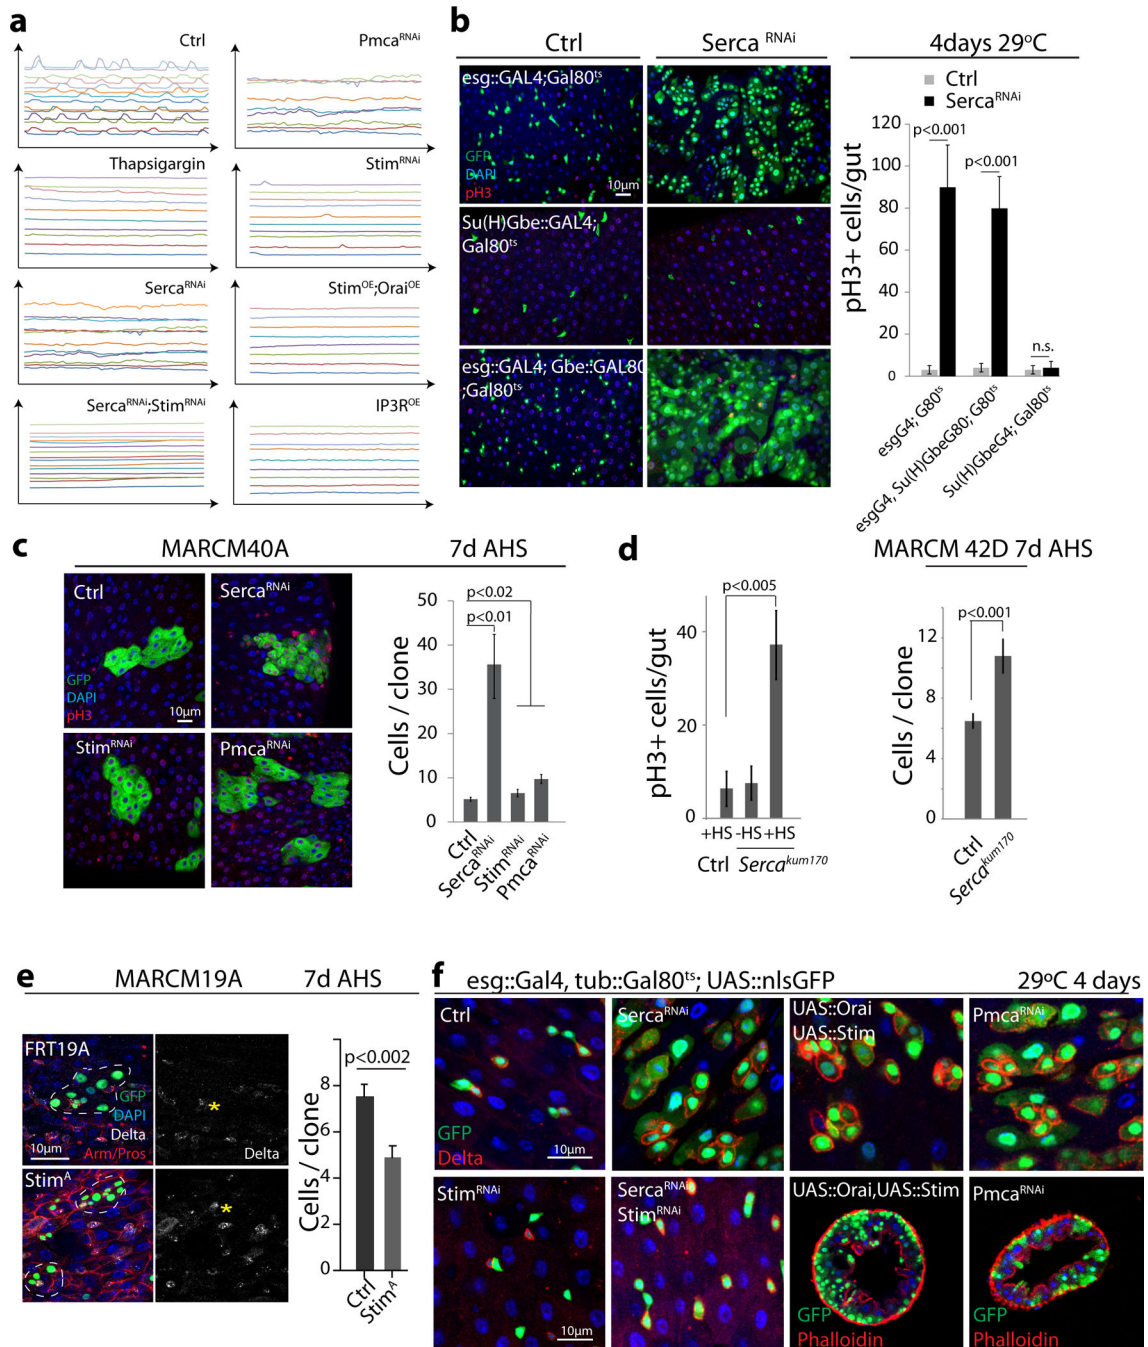 a
Ctrl
Pmca^RNAi
Thapsigargin
Stim^RNAi
Serca^RNAi
Stim^OE;Orai^OE
Serca^RNAi;Stim^RNAi
IP3R^OE
b
Ctrl
Serca ^RNAi
4days 29ºC
esg::GAL4;Gal80^ts
GFP
DAPI
pH3
10μm
Su(H)Gbe::GAL4;
Gal80^ts
esg::GAL4; Gbe::GAL80
;Gal80^ts
Ctrl
Serca^RNAi
pH3+ cells/gut
120
100
80
60
40
20
0
p<0.001
p<0.001
n.s.
esgG4; G80^ts
esgG4, Su(H)GbeG80; G80^ts
Su(H)GbeG4; Gal80^ts
c
MARCM40A
7d AHS
Ctrl
GFP
DAPI
pH3
10μm
Serca^RNAi
Stim^RNAi
Pmca^RNAi
Cells / clone
50
40
30
20
10
0
p<0.02
p<0.01
Ctrl
Serca^RNAi
Stim^RNAi
Pmca^RNAi
d
MARCM 42D 7d AHS
pH3+ cells/gut
40
20
0
p<0.005
+HS -HS +HS
Ctrl Serca^kum170
Cells / clone
12
9
6
3
0
p<0.001
Ctrl
Serca^kum170
e
MARCM19A
7d AHS
FRT19A
GFP
DAPI
Delta
Arm/Pros
10μm
*
Delta
Stim^A
*
Cells / clone
8
6
4
2
0
p<0.002
Ctrl
Stim^A
f
esg::Gal4, tub::Gal80^ts; UAS::nlsGFP
29ºC 4 days
Ctrl
GFP
Delta
10μm
Serca^RNAi
UAS::Orai
UAS::Stim
Pmca^RNAi
Stim^RNAi
10μm
Serca^RNAi
Stim^RNAi
UAS::Orai,UAS::Stim
GFP
Phalloidin
Pmca^RNAi
GFP
Phalloidin